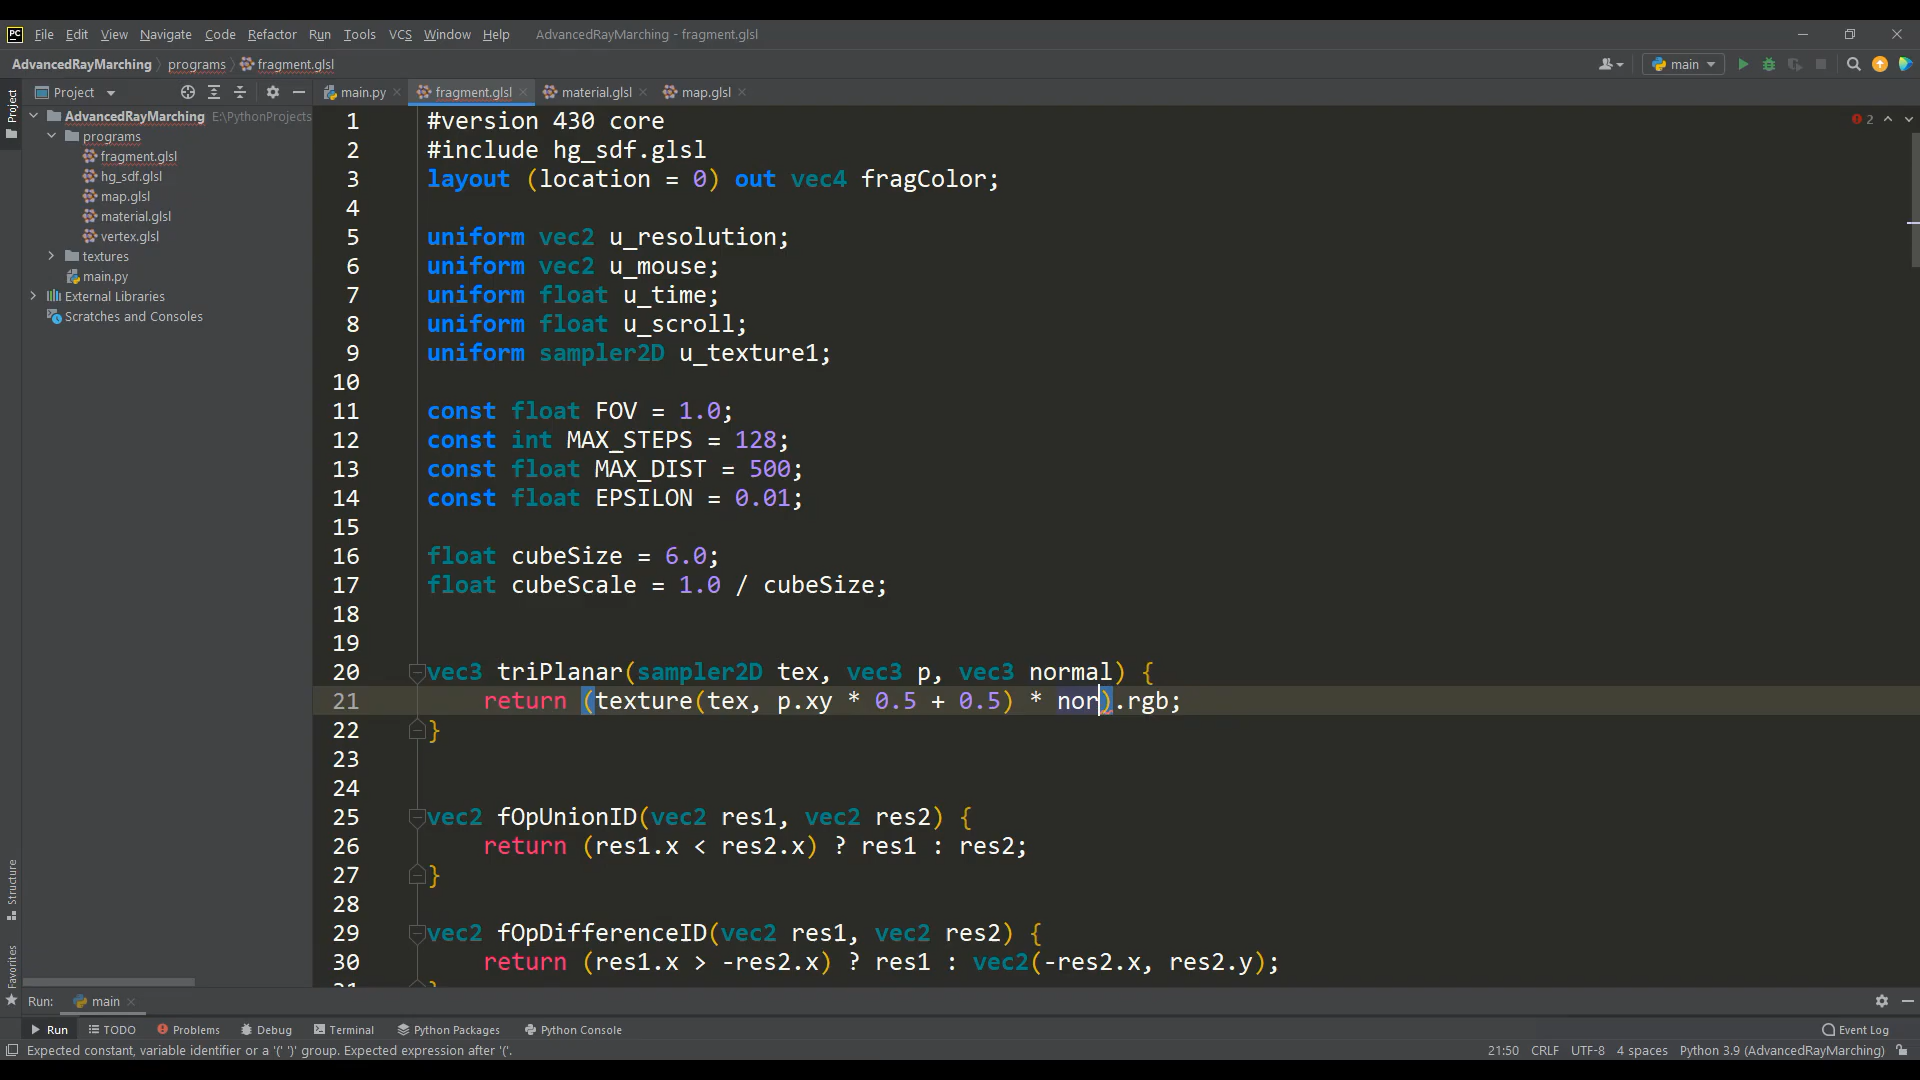 PC File Edit View Navigate Code Refactor Run Tools VCS Window Help AdvancedRayMarching - fragment.glsl
AdvancedRayMarching programs fragment.glsl main
Project main.py fragment.glsl material.glsl map.glsl
Project
AdvancedRayMarching E:\PythonProjects
programs
fragment.glsl
hg_sdf.glsl
map.glsl
material.glsl
vertex.glsl
textures
main.py
External Libraries
Scratches and Consoles
2
1 #version 430 core
2 #include hg_sdf.glsl
3 layout (location = 0) out vec4 fragColor;
4
5 uniform vec2 u_resolution;
6 uniform vec2 u_mouse;
7 uniform float u_time;
8 uniform float u_scroll;
9 uniform sampler2D u_texture1;
10
11 const float FOV = 1.0;
12 const int MAX_STEPS = 128;
13 const float MAX_DIST = 500;
14 const float EPSILON = 0.01;
15
16 float cubeSize = 6.0;
17 float cubeScale = 1.0 / cubeSize;
18
19
20 vec3 triPlanar(sampler2D tex, vec3 p, vec3 normal) {
21 return (texture(tex, p.xy * 0.5 + 0.5) * nor).rgb;
22 }
23
24
25 vec2 fOpUnionID(vec2 res1, vec2 res2) {
26 return (res1.x < res2.x) ? res1 : res2;
27 }
28
29 vec2 fOpDifferenceID(vec2 res1, vec2 res2) {
30 return (res1.x > -res2.x) ? res1 : vec2(-res2.x, res2.y);
Structure
Favorites
Run: main
Run TODO Problems Debug Terminal Python Packages Python Console Event Log
Expected constant, variable identifier or a '(' ')' group. Expected expression after '('. 21:50 CRLF UTF-8 4 spaces Python 3.9 (AdvancedRayMarching)